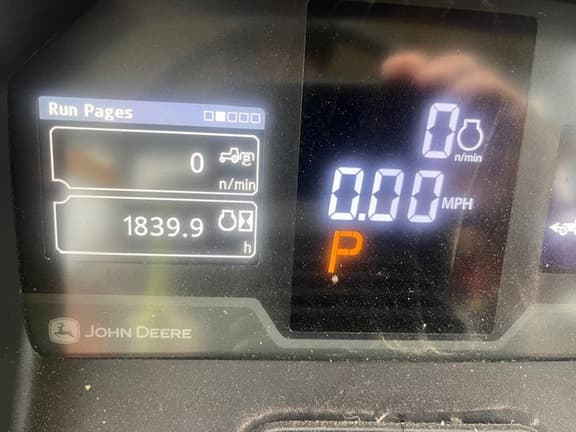 Run Pages
0
n/min
1839.9
h
0
n/min
0.00 MPH
P
JOHN DEERE